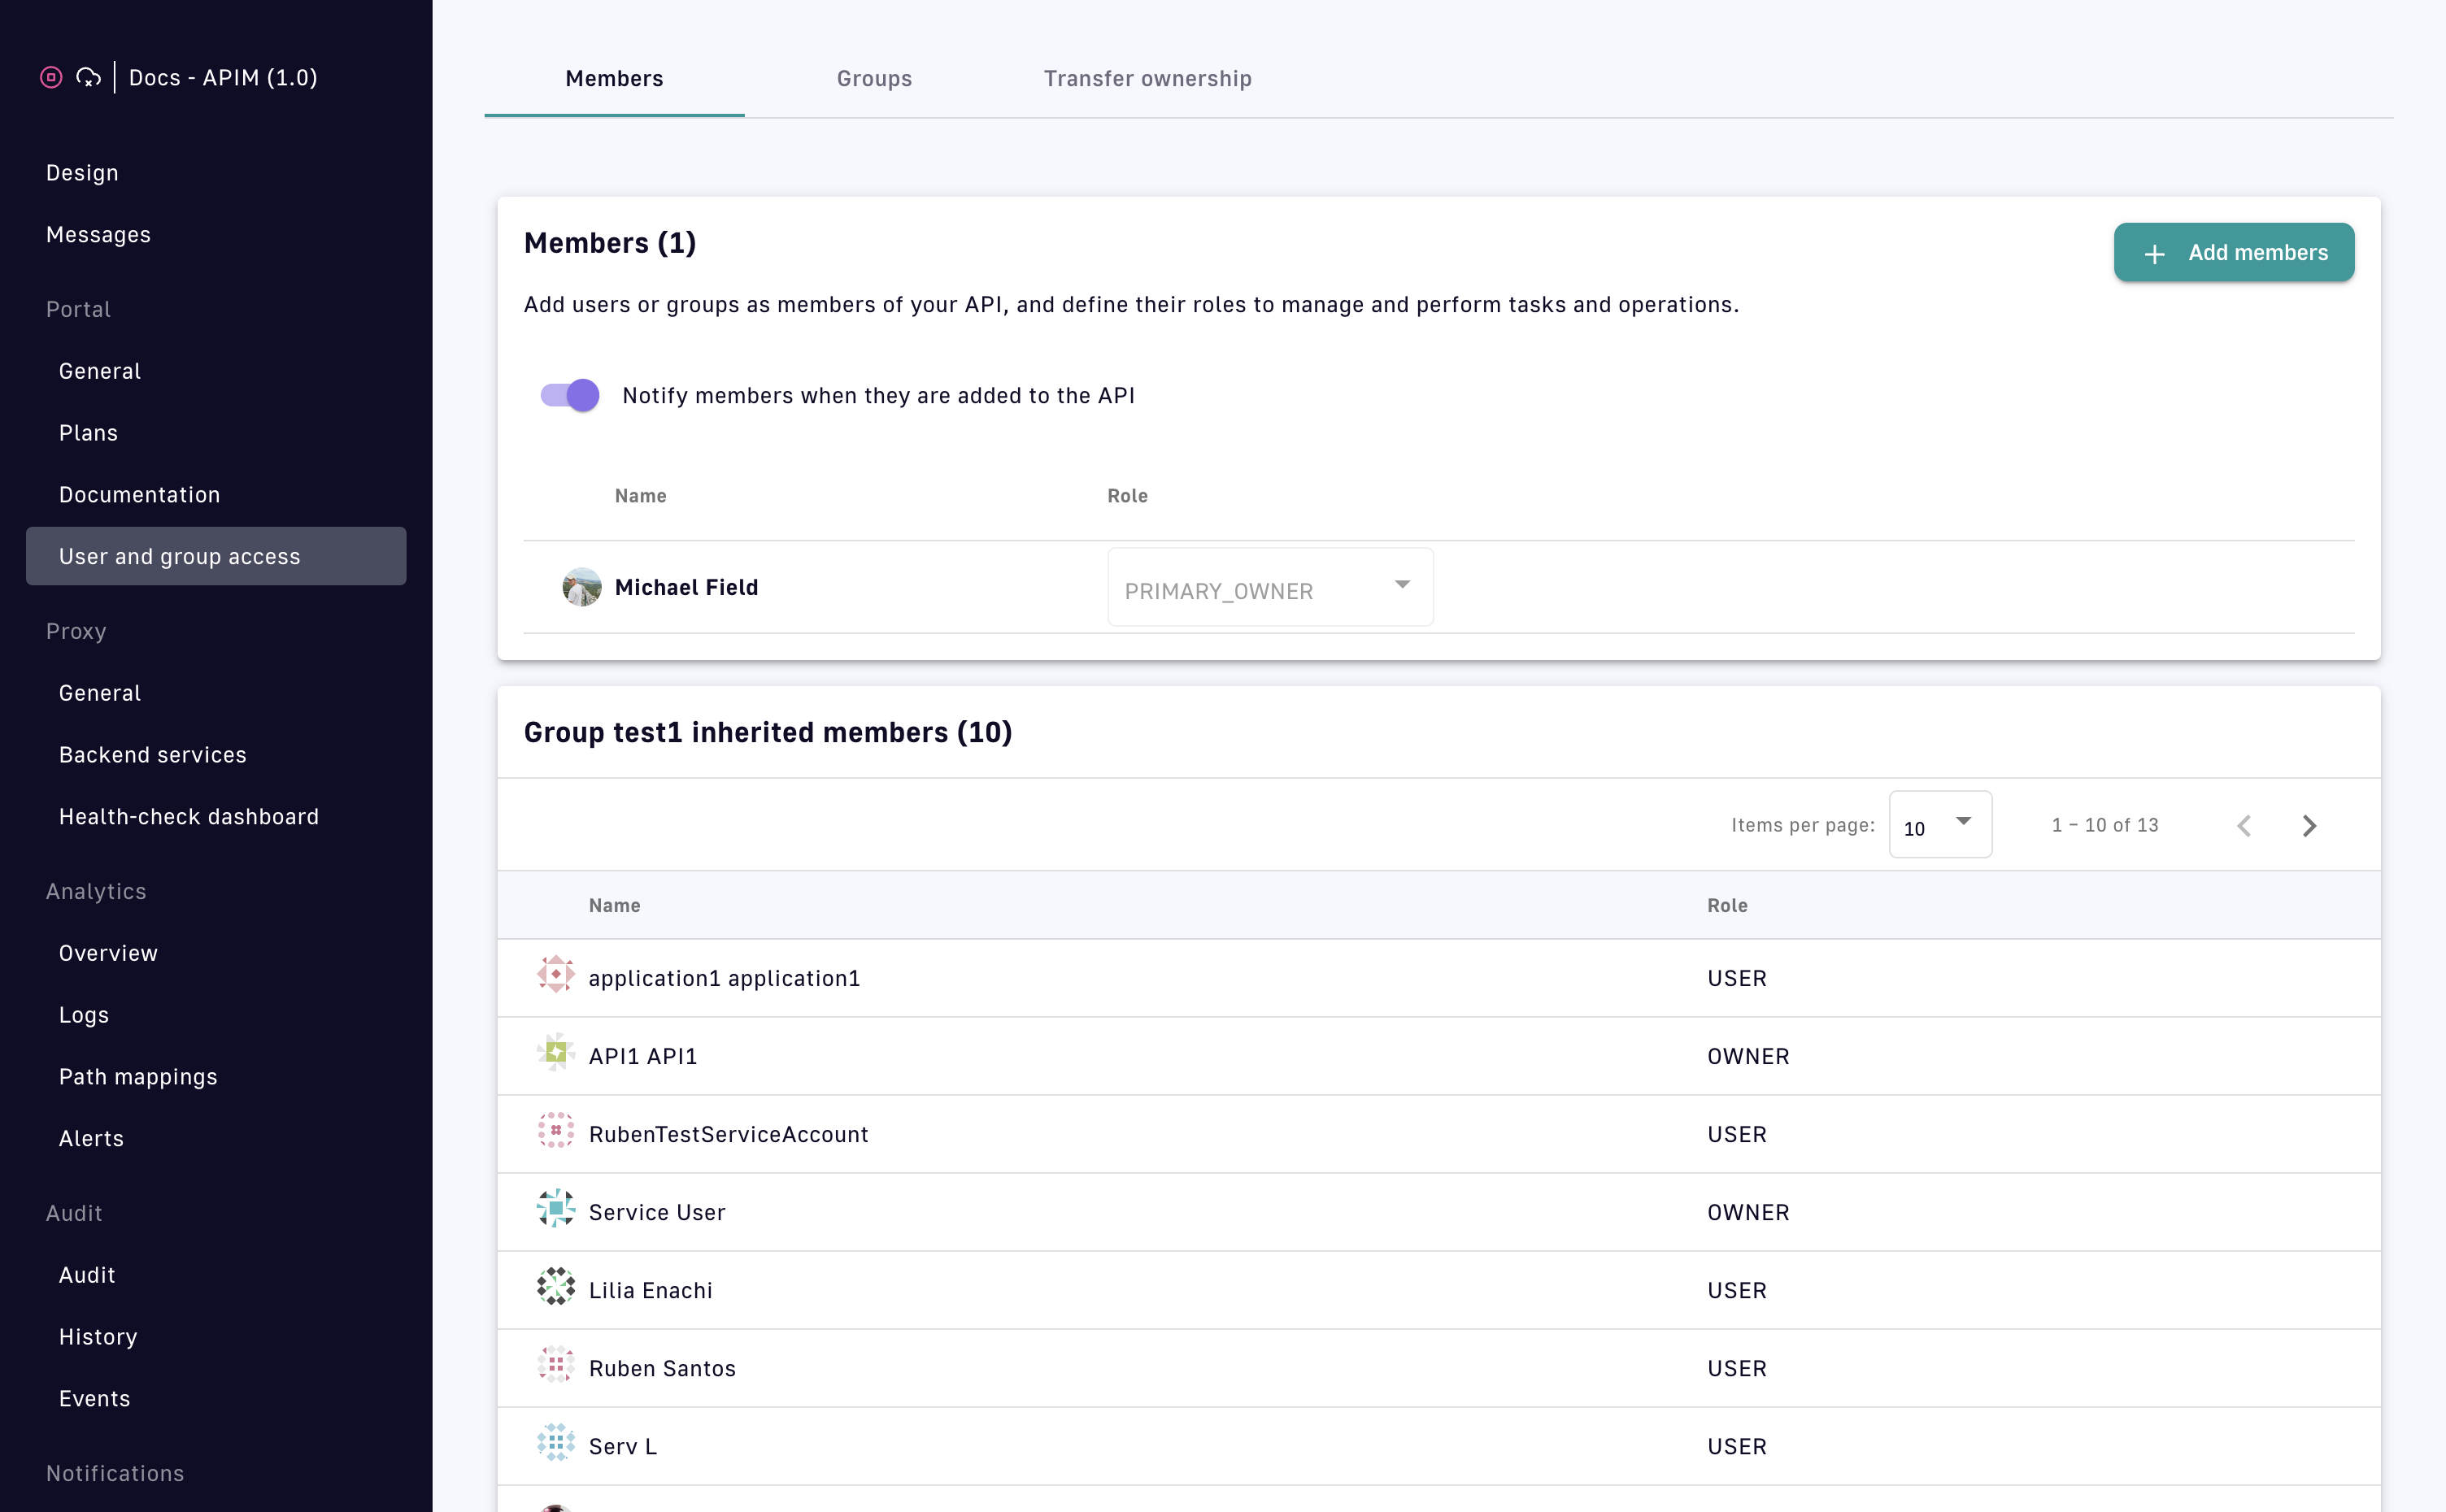 Docs - APIM (1.0)
Design
Messages
Portal
General
Plans
Documentation
User and group access
Proxy
General
Backend services
Health-check dashboard
Analytics
Overview
Logs
Path mappings
Alerts
Audit
Audit
History
Events
Notifications
Members Groups Transfer ownership
Members (1)
Add members
Add users or groups as members of your API, and define their roles to manage and perform tasks and operations.
Notify members when they are added to the API
Name Role
Michael Field PRIMARY_OWNER
Group test1 inherited members (10)
Items per page: 10 1 – 10 of 13
Name Role
application1 application1 USER
API1 API1 OWNER
RubenTestServiceAccount USER
Service User OWNER
Lilia Enachi USER
Ruben Santos USER
Serv L USER